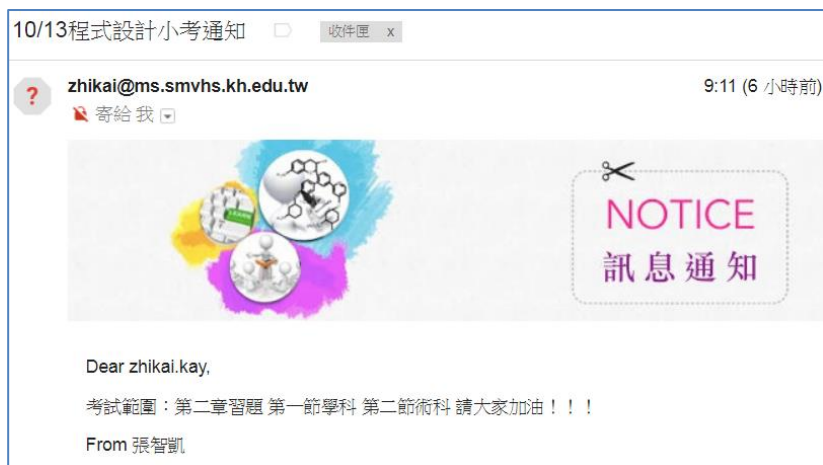 10/13程式設計小考通知 收件匣 x
zhikai@ms.smvhs.kh.edu.tw 9:11 (6 小時前)
寄給 我
?
LEARN
NOTICE
訊息通知
Dear zhikai.kay,
考試範圍：第二章習題 第一節學科 第二節術科 請大家加油！！！
From 張智凱